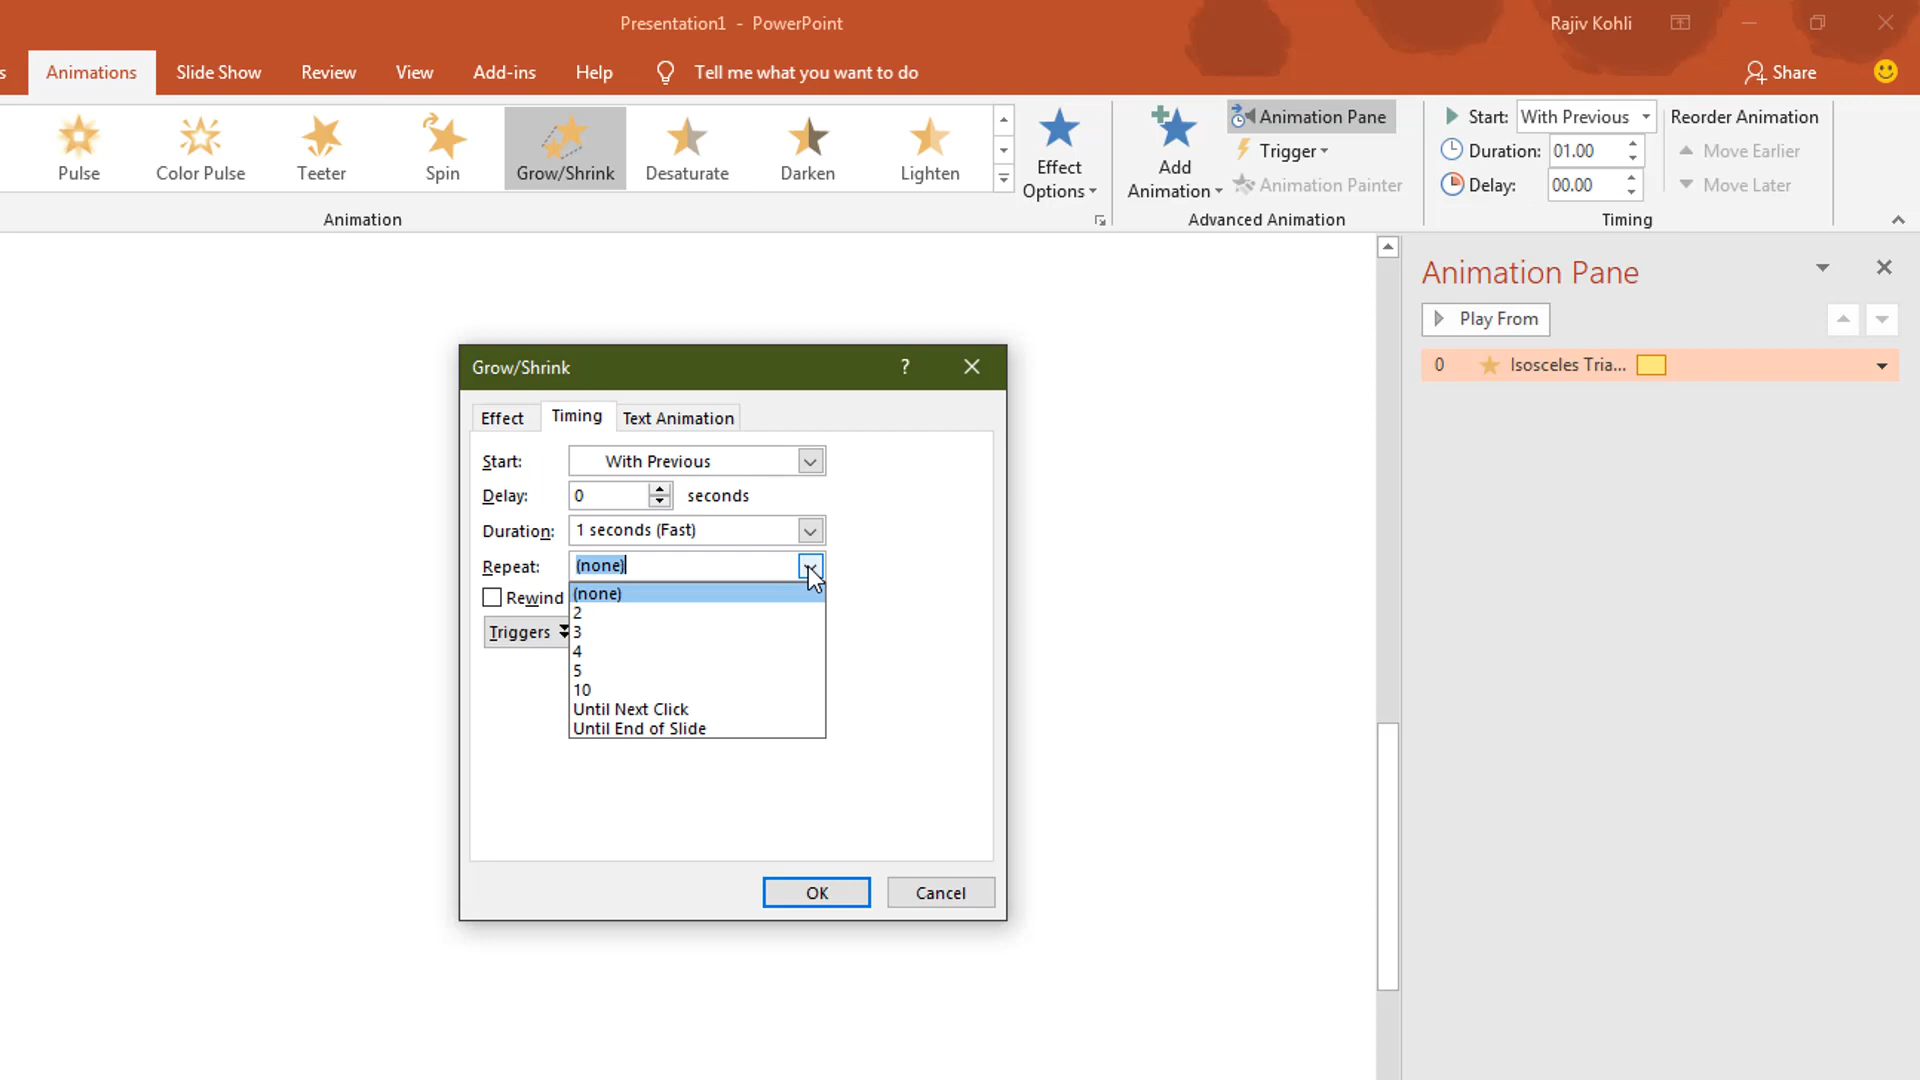 Presentation1 - PowerPoint
Rajiv Kohli
s Animations Slide Show Review View Add-ins Help Tell me what you want to do Share
Pulse Color Pulse Teeter Spin Grow/Shrink Desaturate Darken Lighten
Effect Options
Add Animation
Animation Pane
Trigger
Animation Painter
Start: With Previous
Duration: 01.00
Delay: 00.00
Reorder Animation
Move Earlier
Move Later
Animation Advanced Animation Timing
Animation Pane
Play From
0 Isosceles Tria...
Grow/Shrink ?
Effect Timing Text Animation
Start: With Previous
Delay: 0 seconds
Duration: 1 seconds (Fast)
Repeat: (none)
Rewind
Triggers
(none)
2
3
4
5
10
Until Next Click
Until End of Slide
OK Cancel